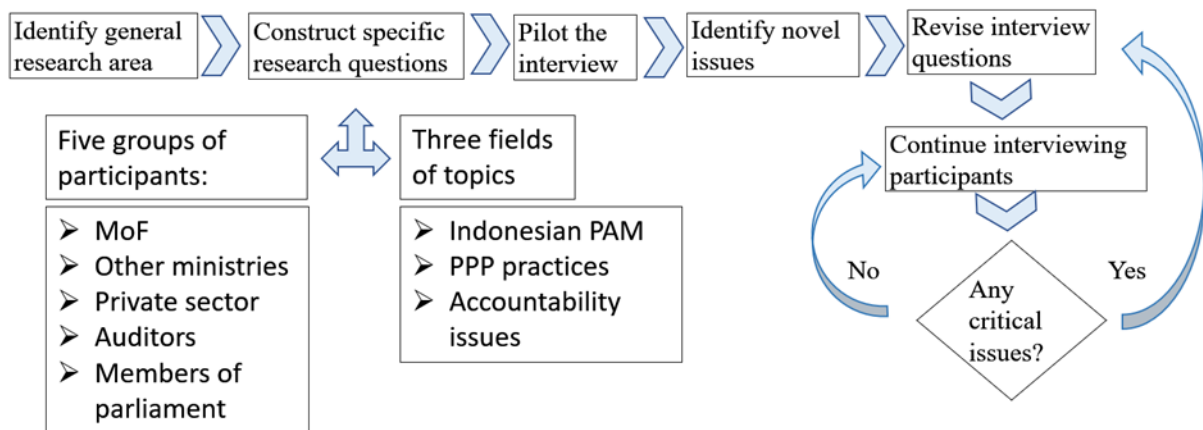 Identify general
research area
Construct specific
research questions
Pilot the
interview
Identify novel
issues
Revise interview
questions
Five groups of
participants:
MoF
Other ministries
Private sector
Auditors
Members of
parliament
Three fields
of topics
Indonesian PAM
PPP practices
Accountability
issues
Continue interviewing
participants
No
Yes
Any
critical
issues?